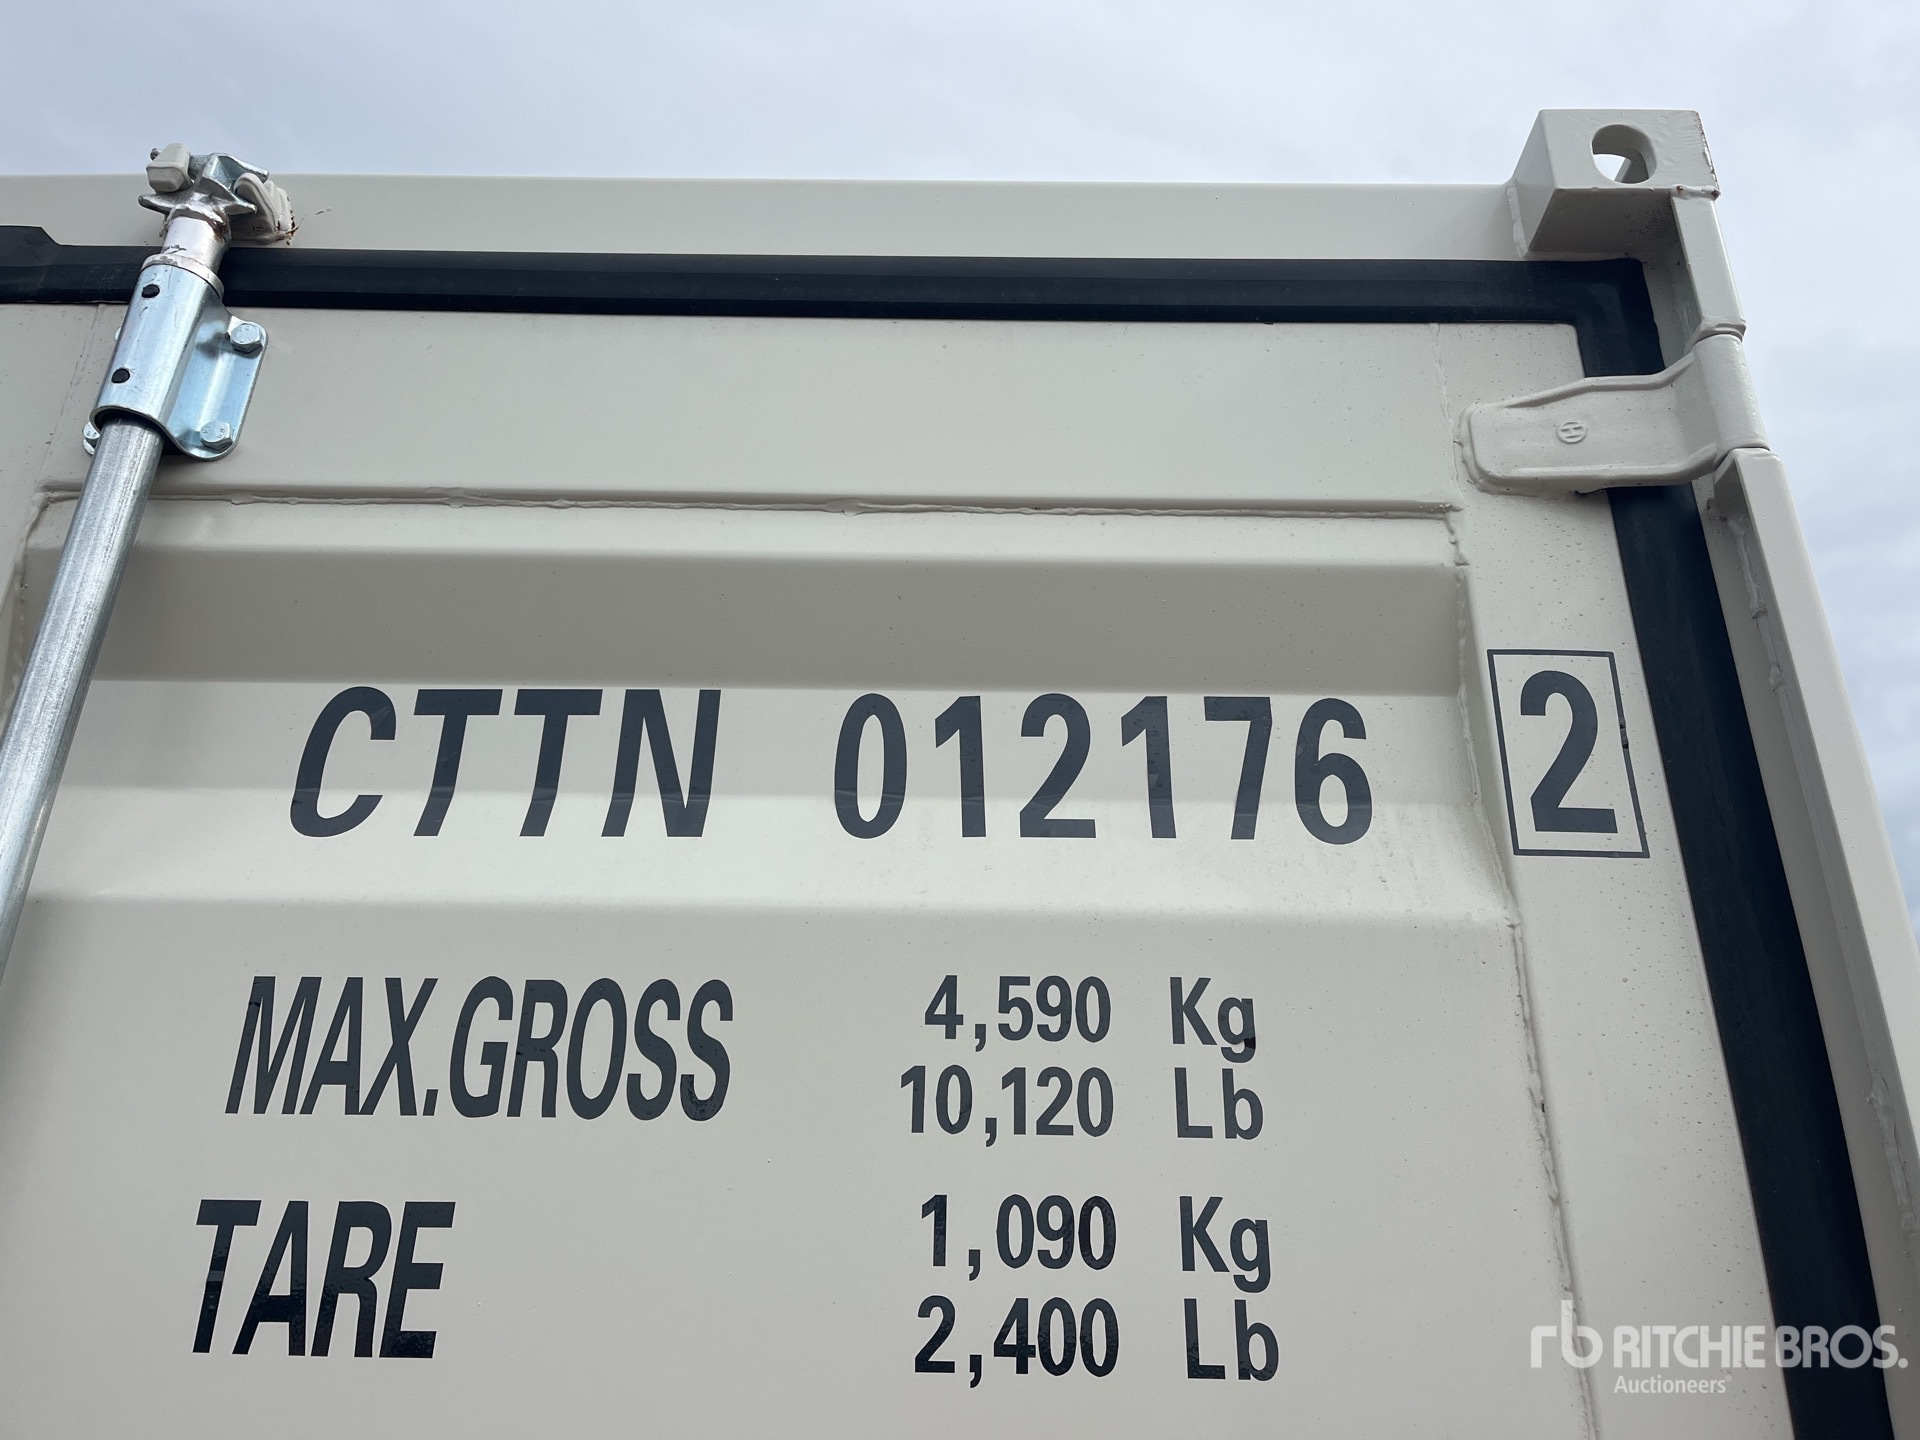 CTTN 012176 2
MAX.GROSS 4,590 Kg
10,120 Lb
TARE 1,090 Kg
2,400 Lb
rb RITCHIE BROS.
Auctioneers